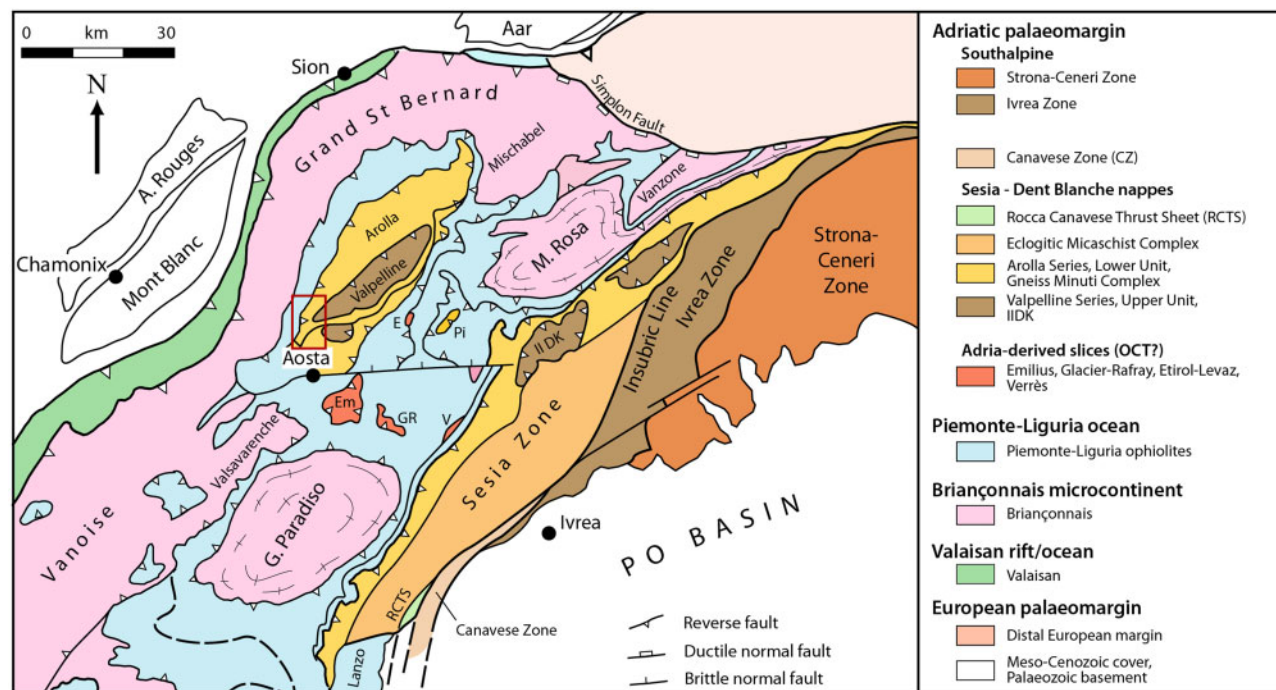 0 km 30
N
Aar
Sion
Simplon Fault
Grand St Bernard
Mischabel
Vanzone
A. Rouges
Mont Blanc
Chamonix
Arolla
Valpelline
M. Rosa
Strona-
Ceneri
Zone
E
Pi
II DK
Insubric Line
Ivrea Zone
Aosta
Em
GR
V
Valsavarenche
Sesia Zone
G. Paradiso
Vanoise
Ivrea
PO BASIN
RCTS
Canavese Zone
Lanzo
Reverse fault
Ductile normal fault
Brittle normal fault
Adriatic palaeomargin
Southalpine
Strona-Ceneri Zone
Ivrea Zone
Canavese Zone (CZ)
Sesia - Dent Blanche nappes
Rocca Canavese Thrust Sheet (RCTS)
Eclogitic Micaschist Complex
Arolla Series, Lower Unit,
Gneiss Minuti Complex
Valpelline Series, Upper Unit,
IIDK
Adria-derived slices (OCT?)
Emilius, Glacier-Rafray, Etirol-Levaz,
Verrès
Piemonte-Liguria ocean
Piemonte-Liguria ophiolites
Briançonnais microcontinent
Briançonnais
Valaisan rift/ocean
Valaisan
European palaeomargin
Distal European margin
Meso-Cenozoic cover,
Palaeozoic basement